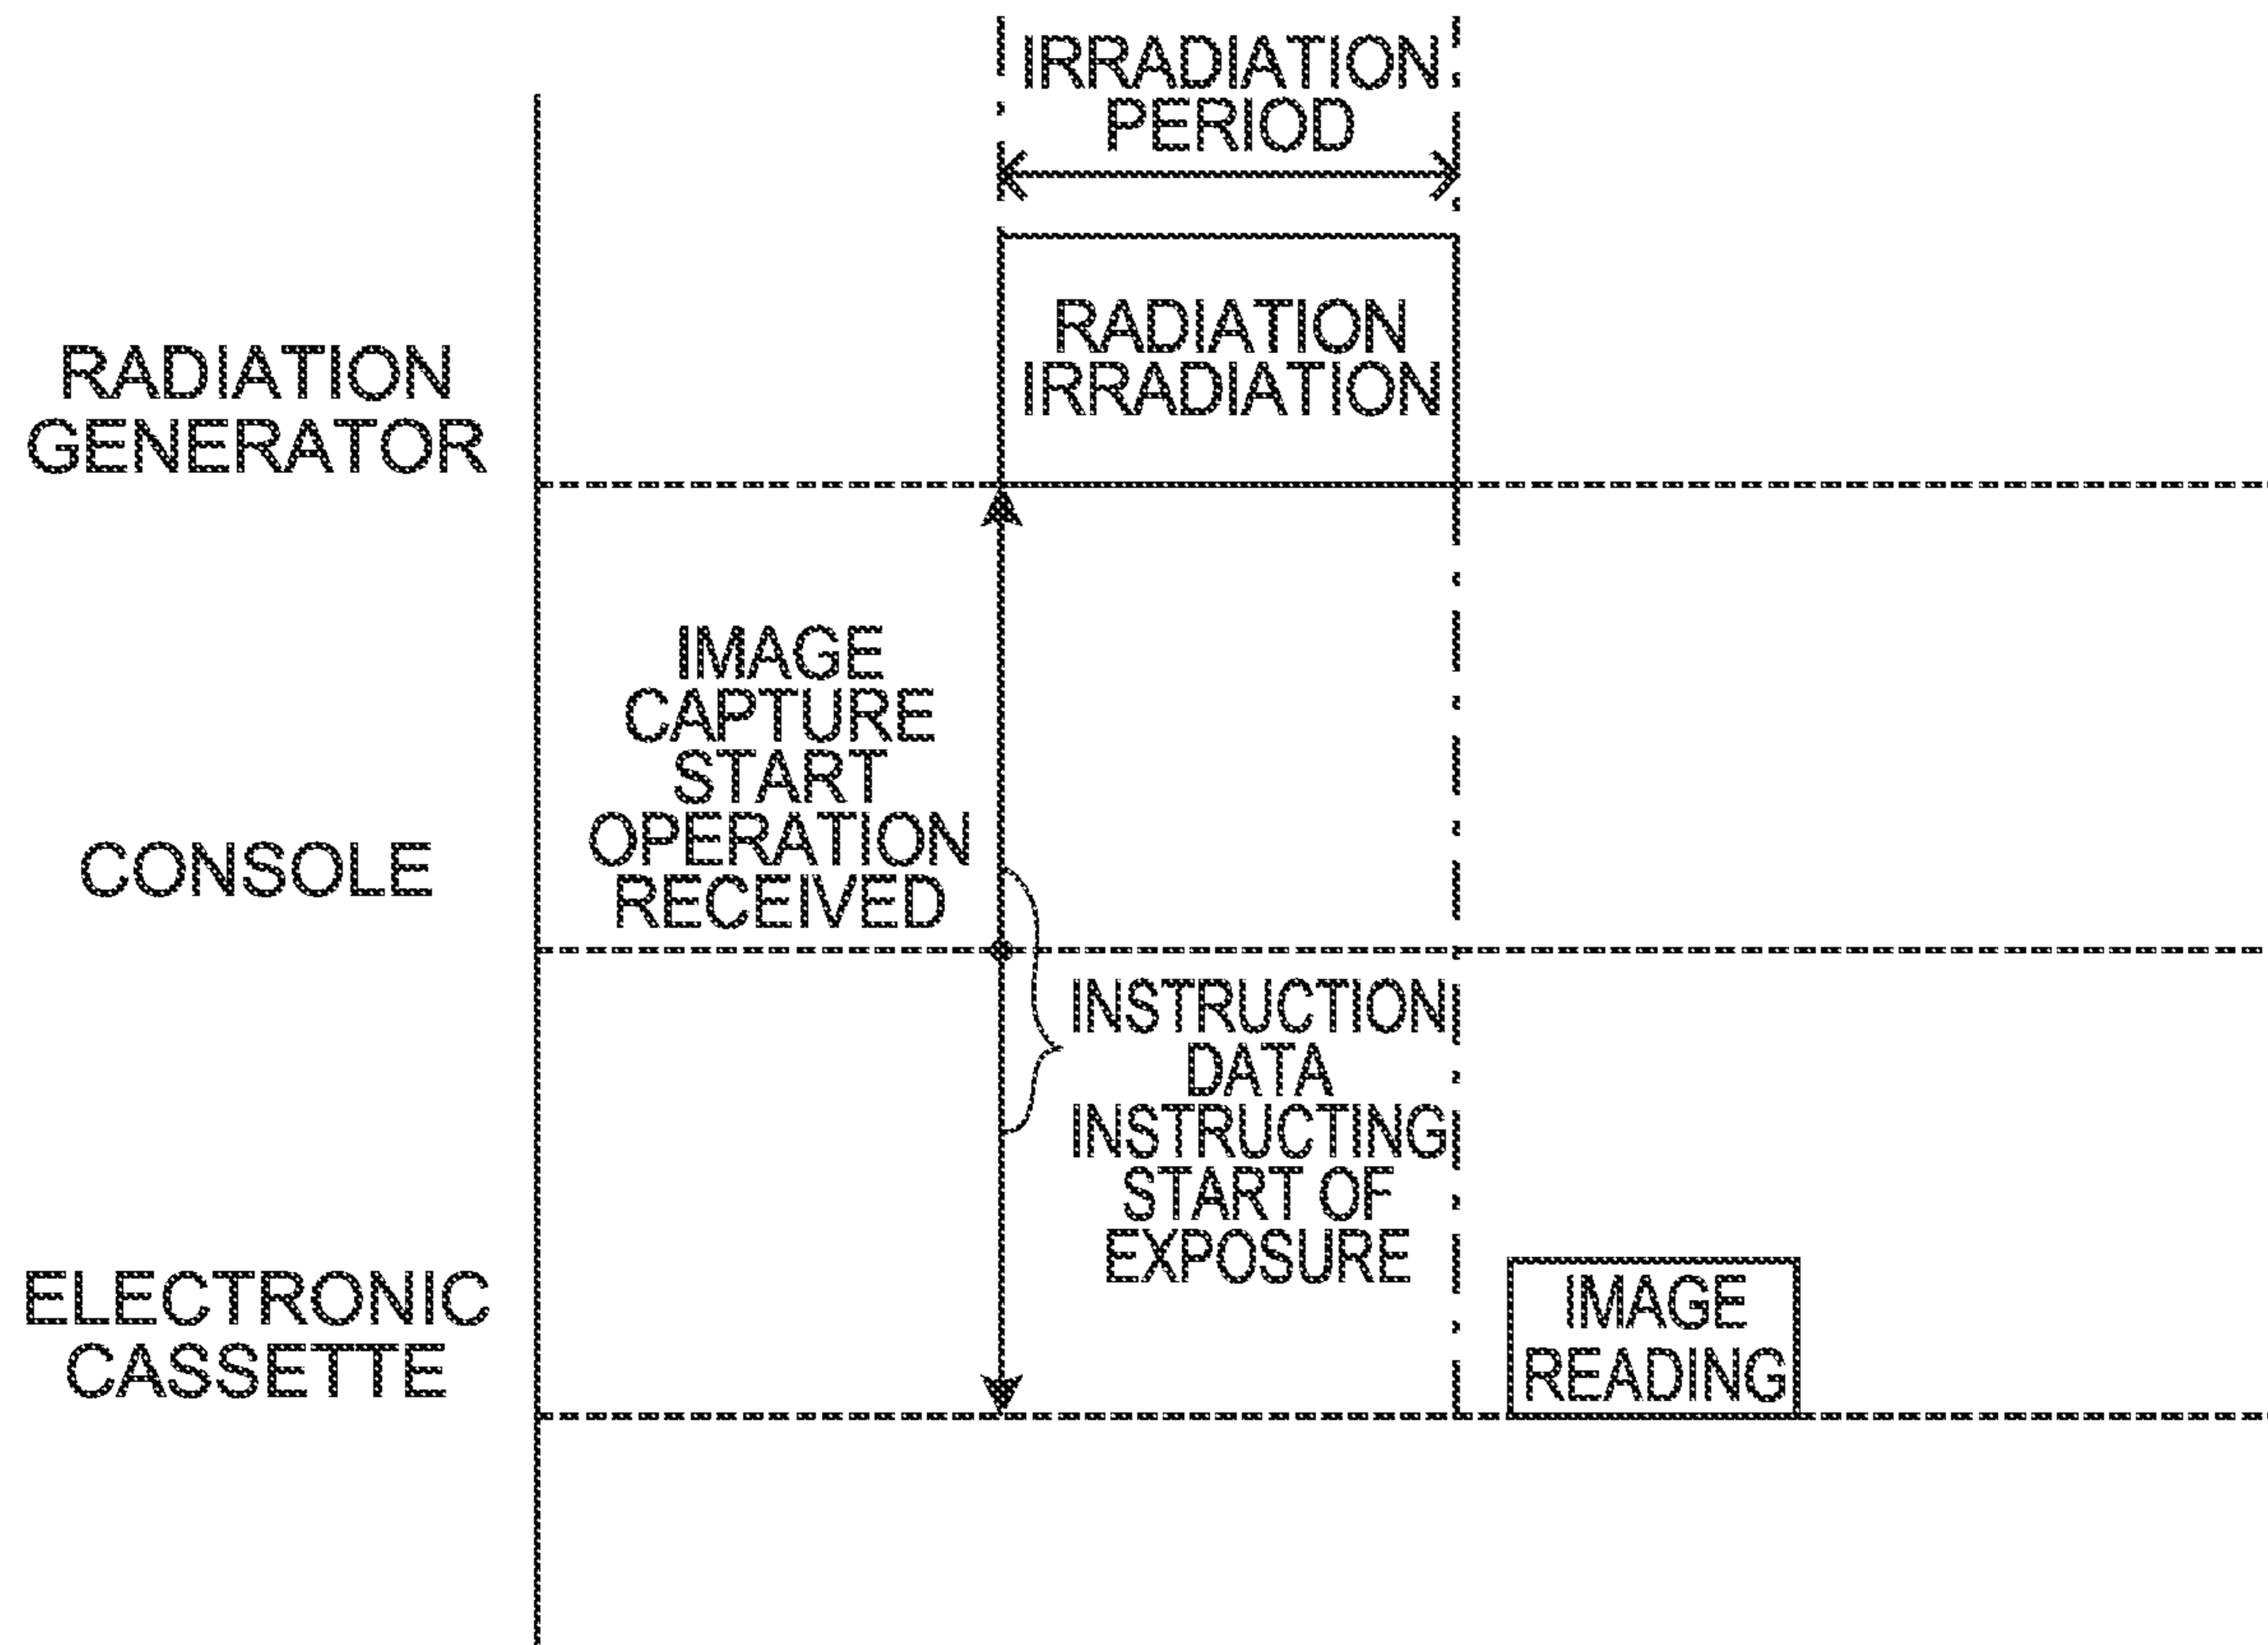 IRRADIATION
PERIOD
RADIATION
IRRADIATION
RADIATION
GENERATOR
IMAGE
CAPTURE
START
OPERATION
RECEIVED
CONSOLE
INSTRUCTION
DATA
INSTRUCTING
START OF
EXPOSURE
ELECTRONIC
CASSETTE
IMAGE
READING